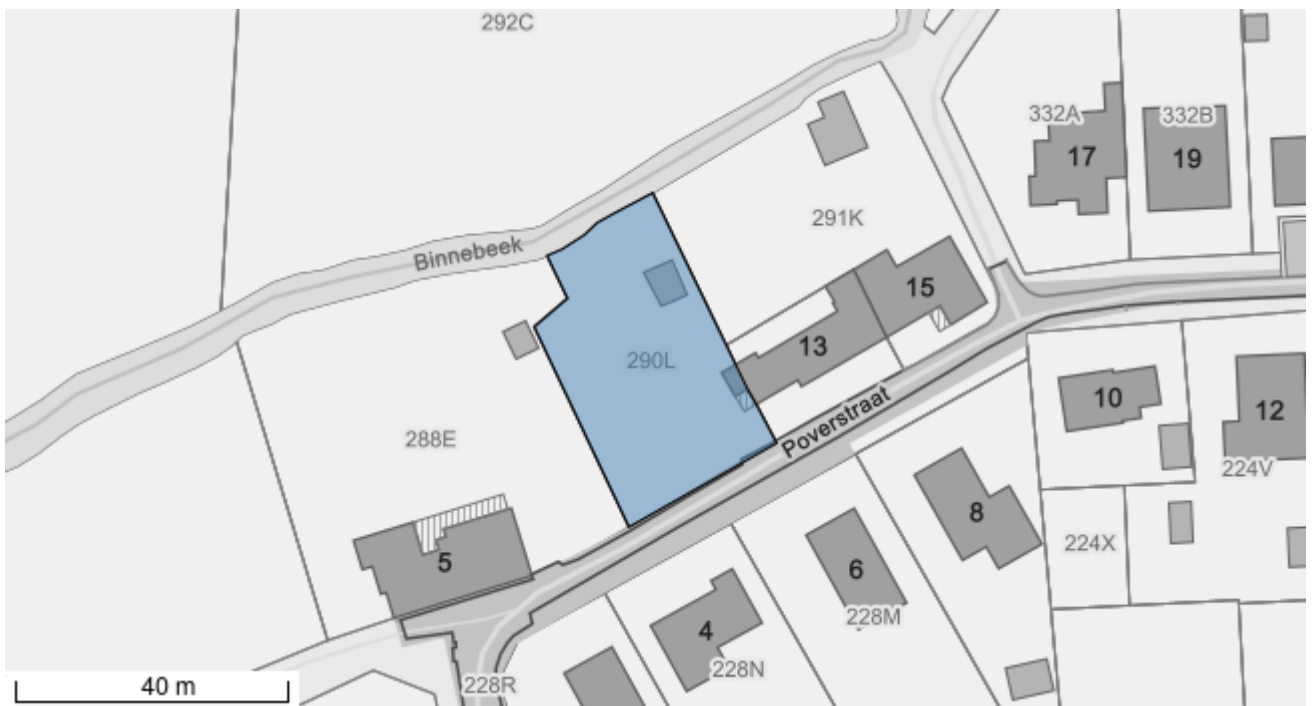 292C
332A
332B
17
19
291K
Binnebeek
15
13
290L
Poverstraat
10
12
288E
224V
8
5
6
224X
228M
4
228N
228R
40 m